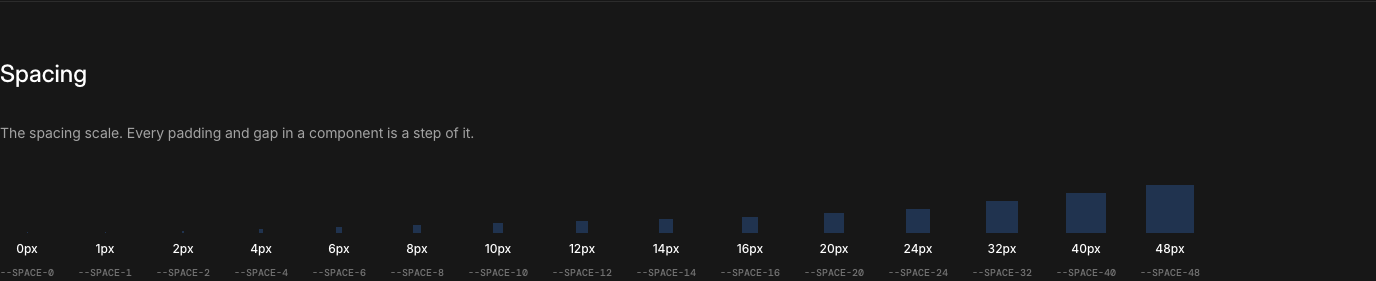 Spacing
The spacing scale. Every padding and gap in a component is a step of it.
0px 1px 2px 4px 6px 8px 10px 12px 14px 16px 20px 24px 32px 40px 48px
--SPACE-0 --SPACE-1 --SPACE-2 --SPACE-4 --SPACE-6 --SPACE-8 --SPACE-10 --SPACE-12 --SPACE-14 --SPACE-16 --SPACE-20 --SPACE-24 --SPACE-32 --SPACE-40 --SPACE-48